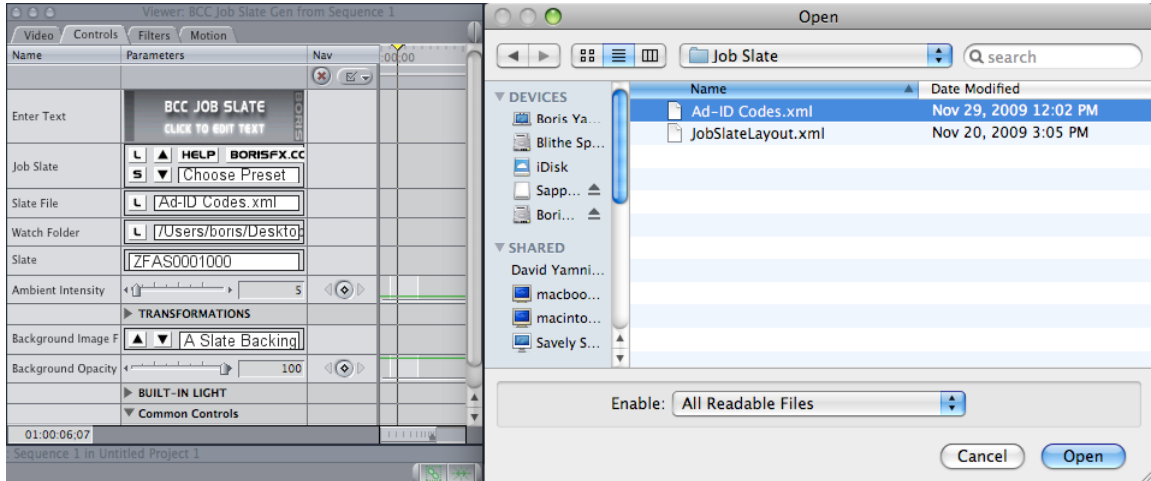 Viewer: BCC Job Slate Gen from Sequence 1
Video Controls Filters Motion
Name Parameters Nav 00;00
Enter Text
BCC JOB SLATE
CLICK TO EDIT TEXT
BORIS
Job Slate
L HELP BORISFX.CC
S Choose Preset
Slate File L Ad-ID Codes.xml
Watch Folder L /Users/boris/Desktop
Slate ZFAS0001000
Ambient Intensity 5
TRANSFORMATIONS
Background Image F A Slate Backing
Background Opacity 100
BUILT-IN LIGHT
Common Controls
01:00:06;07
: Sequence 1 in Untitled Project 1
Open
Job Slate
search
DEVICES
Boris Ya...
Blithe Sp...
iDisk
Sapp...
Bori...
SHARED
David Yamni...
macboo...
macinto...
Savely S...
Name Date Modified
Ad-ID Codes.xml Nov 29, 2009 12:02 PM
JobSlateLayout.xml Nov 20, 2009 3:05 PM
Enable: All Readable Files
Cancel Open